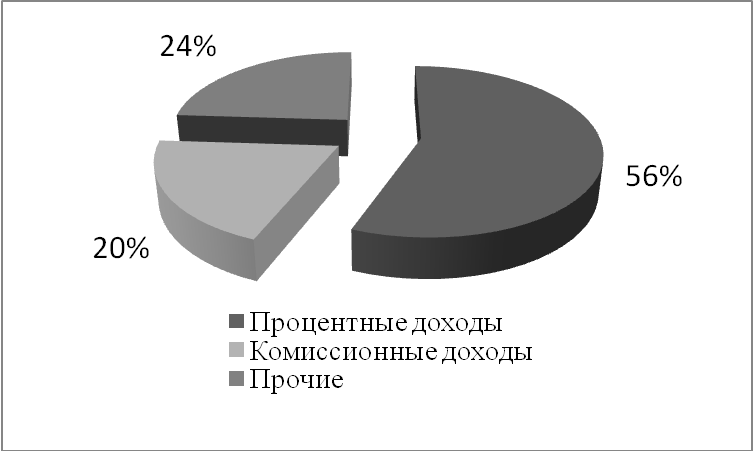 24%
56%
20%
Процентные доходы
Комиссионные доходы
Прочие